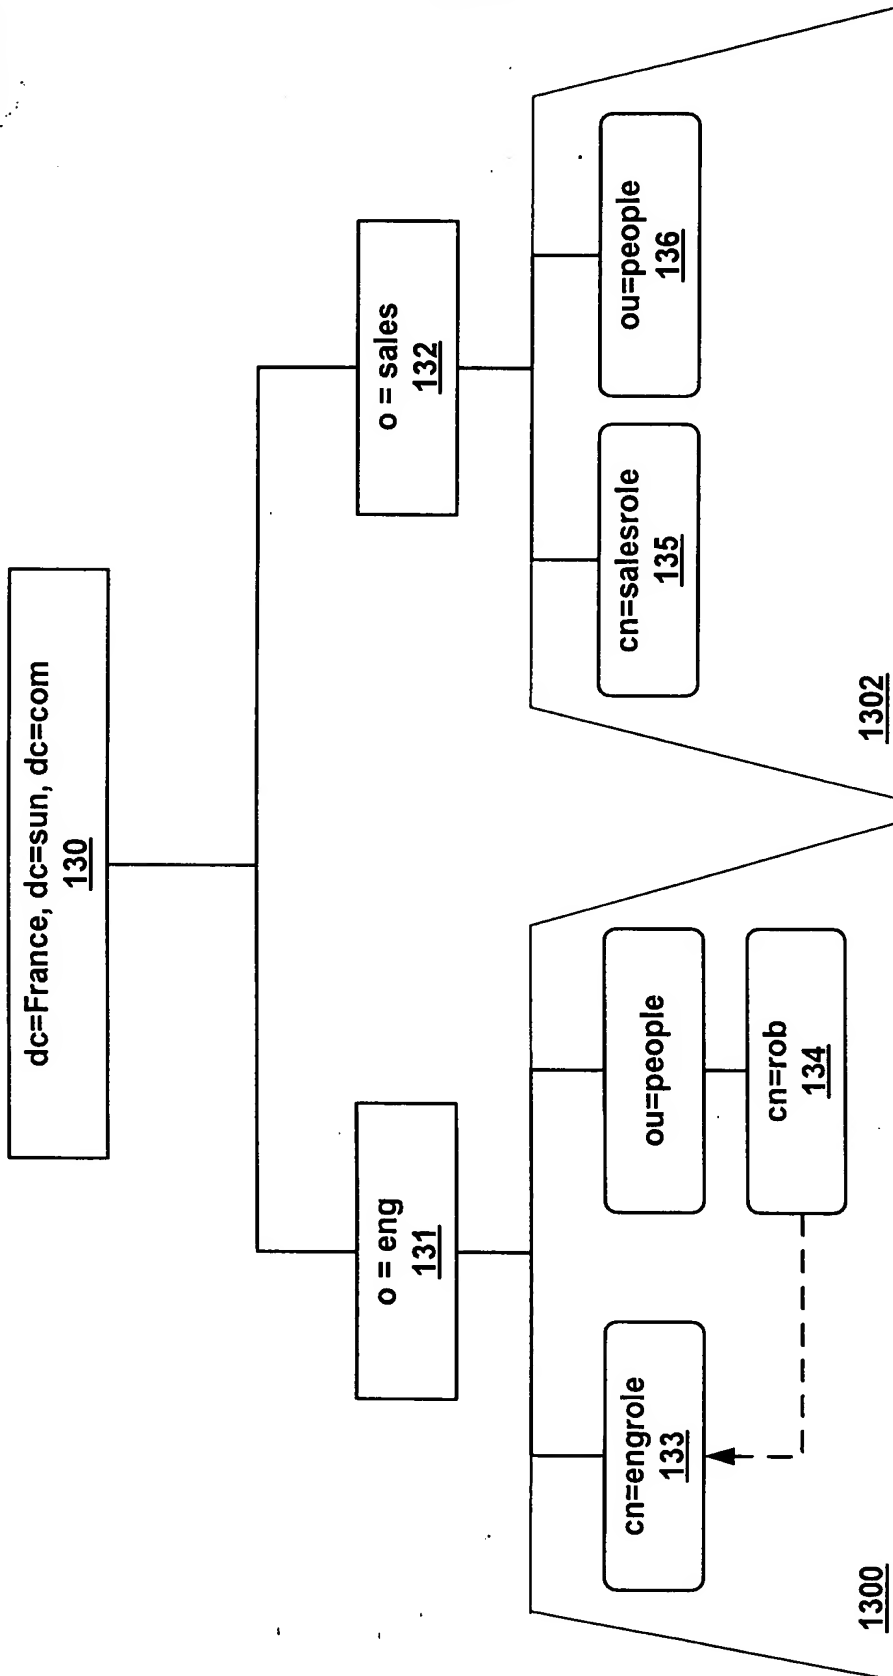 dc=France, dc=sun, dc=com
130
o = eng
131
o = sales
132
cn=engrole
133
ou=people
cn=rob
134
cn=salesrole
135
ou=people
136
1300
1302